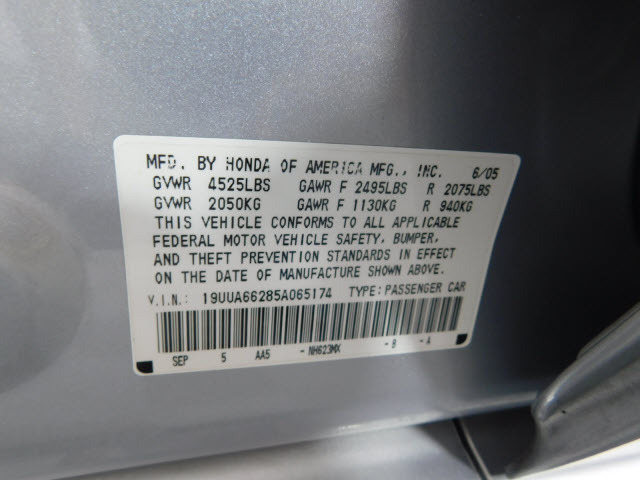 MFD. BY HONDA OF AMERICA MFG., INC. 6/05
GVWR 4525LBS GAWR F 2495LBS R 2075LBS
GVWR 2050KG GAWR F 1130KG R 940KG
THIS VEHICLE CONFORMS TO ALL APPLICABLE
FEDERAL MOTOR VEHICLE SAFETY, BUMPER,
AND THEFT PREVENTION STANDARDS IN EFFECT
ON THE DATE OF MANUFACTURE SHOWN ABOVE.
V.I.N.: 19UUA66285A065174 TYPE: PASSENGER CAR
SEP 5 AA5 -NH623MX -B -A